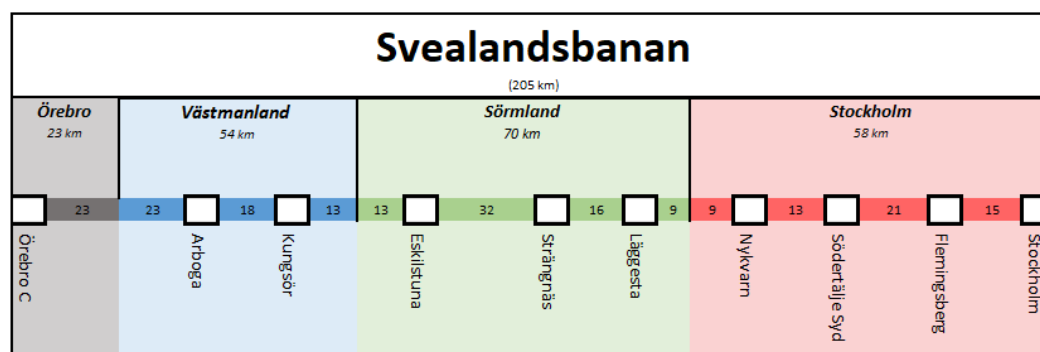 Svealandsbanan
(205 km)
Örebro
23 km
Västmanland
54 km
Sörmland
70 km
Stockholm
58 km
23
23
18
13
13
32
16
9
9
13
21
15
Örebro C
Arboga
Kungsör
Eskilstuna
Strängnäs
Läggesta
Nykvarn
Södertälje Syd
Flemingsberg
Stockholm